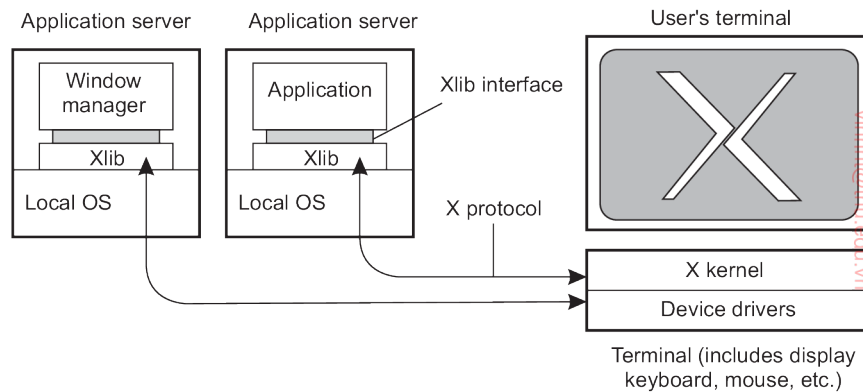 Application server
Application server
User's terminal
Window
manager
Application
Xlib interface
Xlib
Xlib
Local OS
Local OS
X protocol
X kernel
Device drivers
Terminal (includes display
keyboard, mouse, etc.)